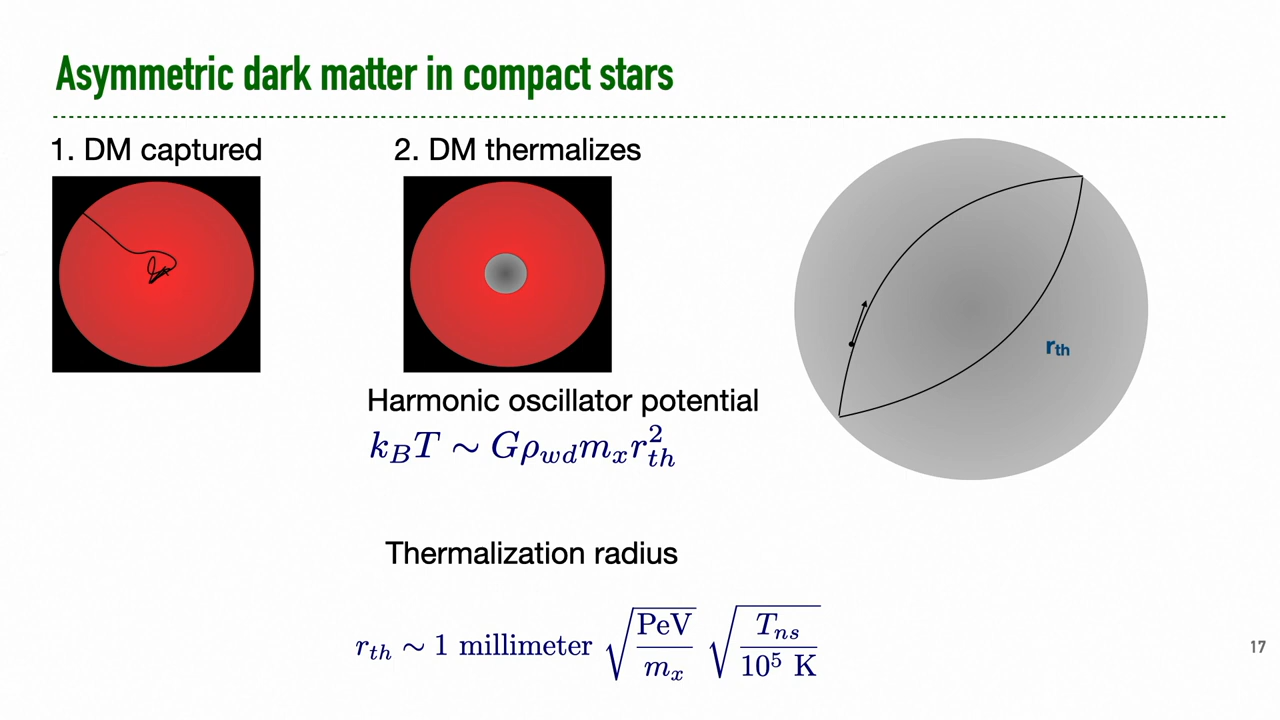 Asymmetric dark matter in compact stars
1. DM captured
2. DM thermalizes
r_th
Harmonic oscillator potential
k_B T ∼ Gρ_wd m_x r_th^2
Thermalization radius
r_th ∼ 1 millimeter √(PeV/m_x) √(T_ns/10^5 K)
17